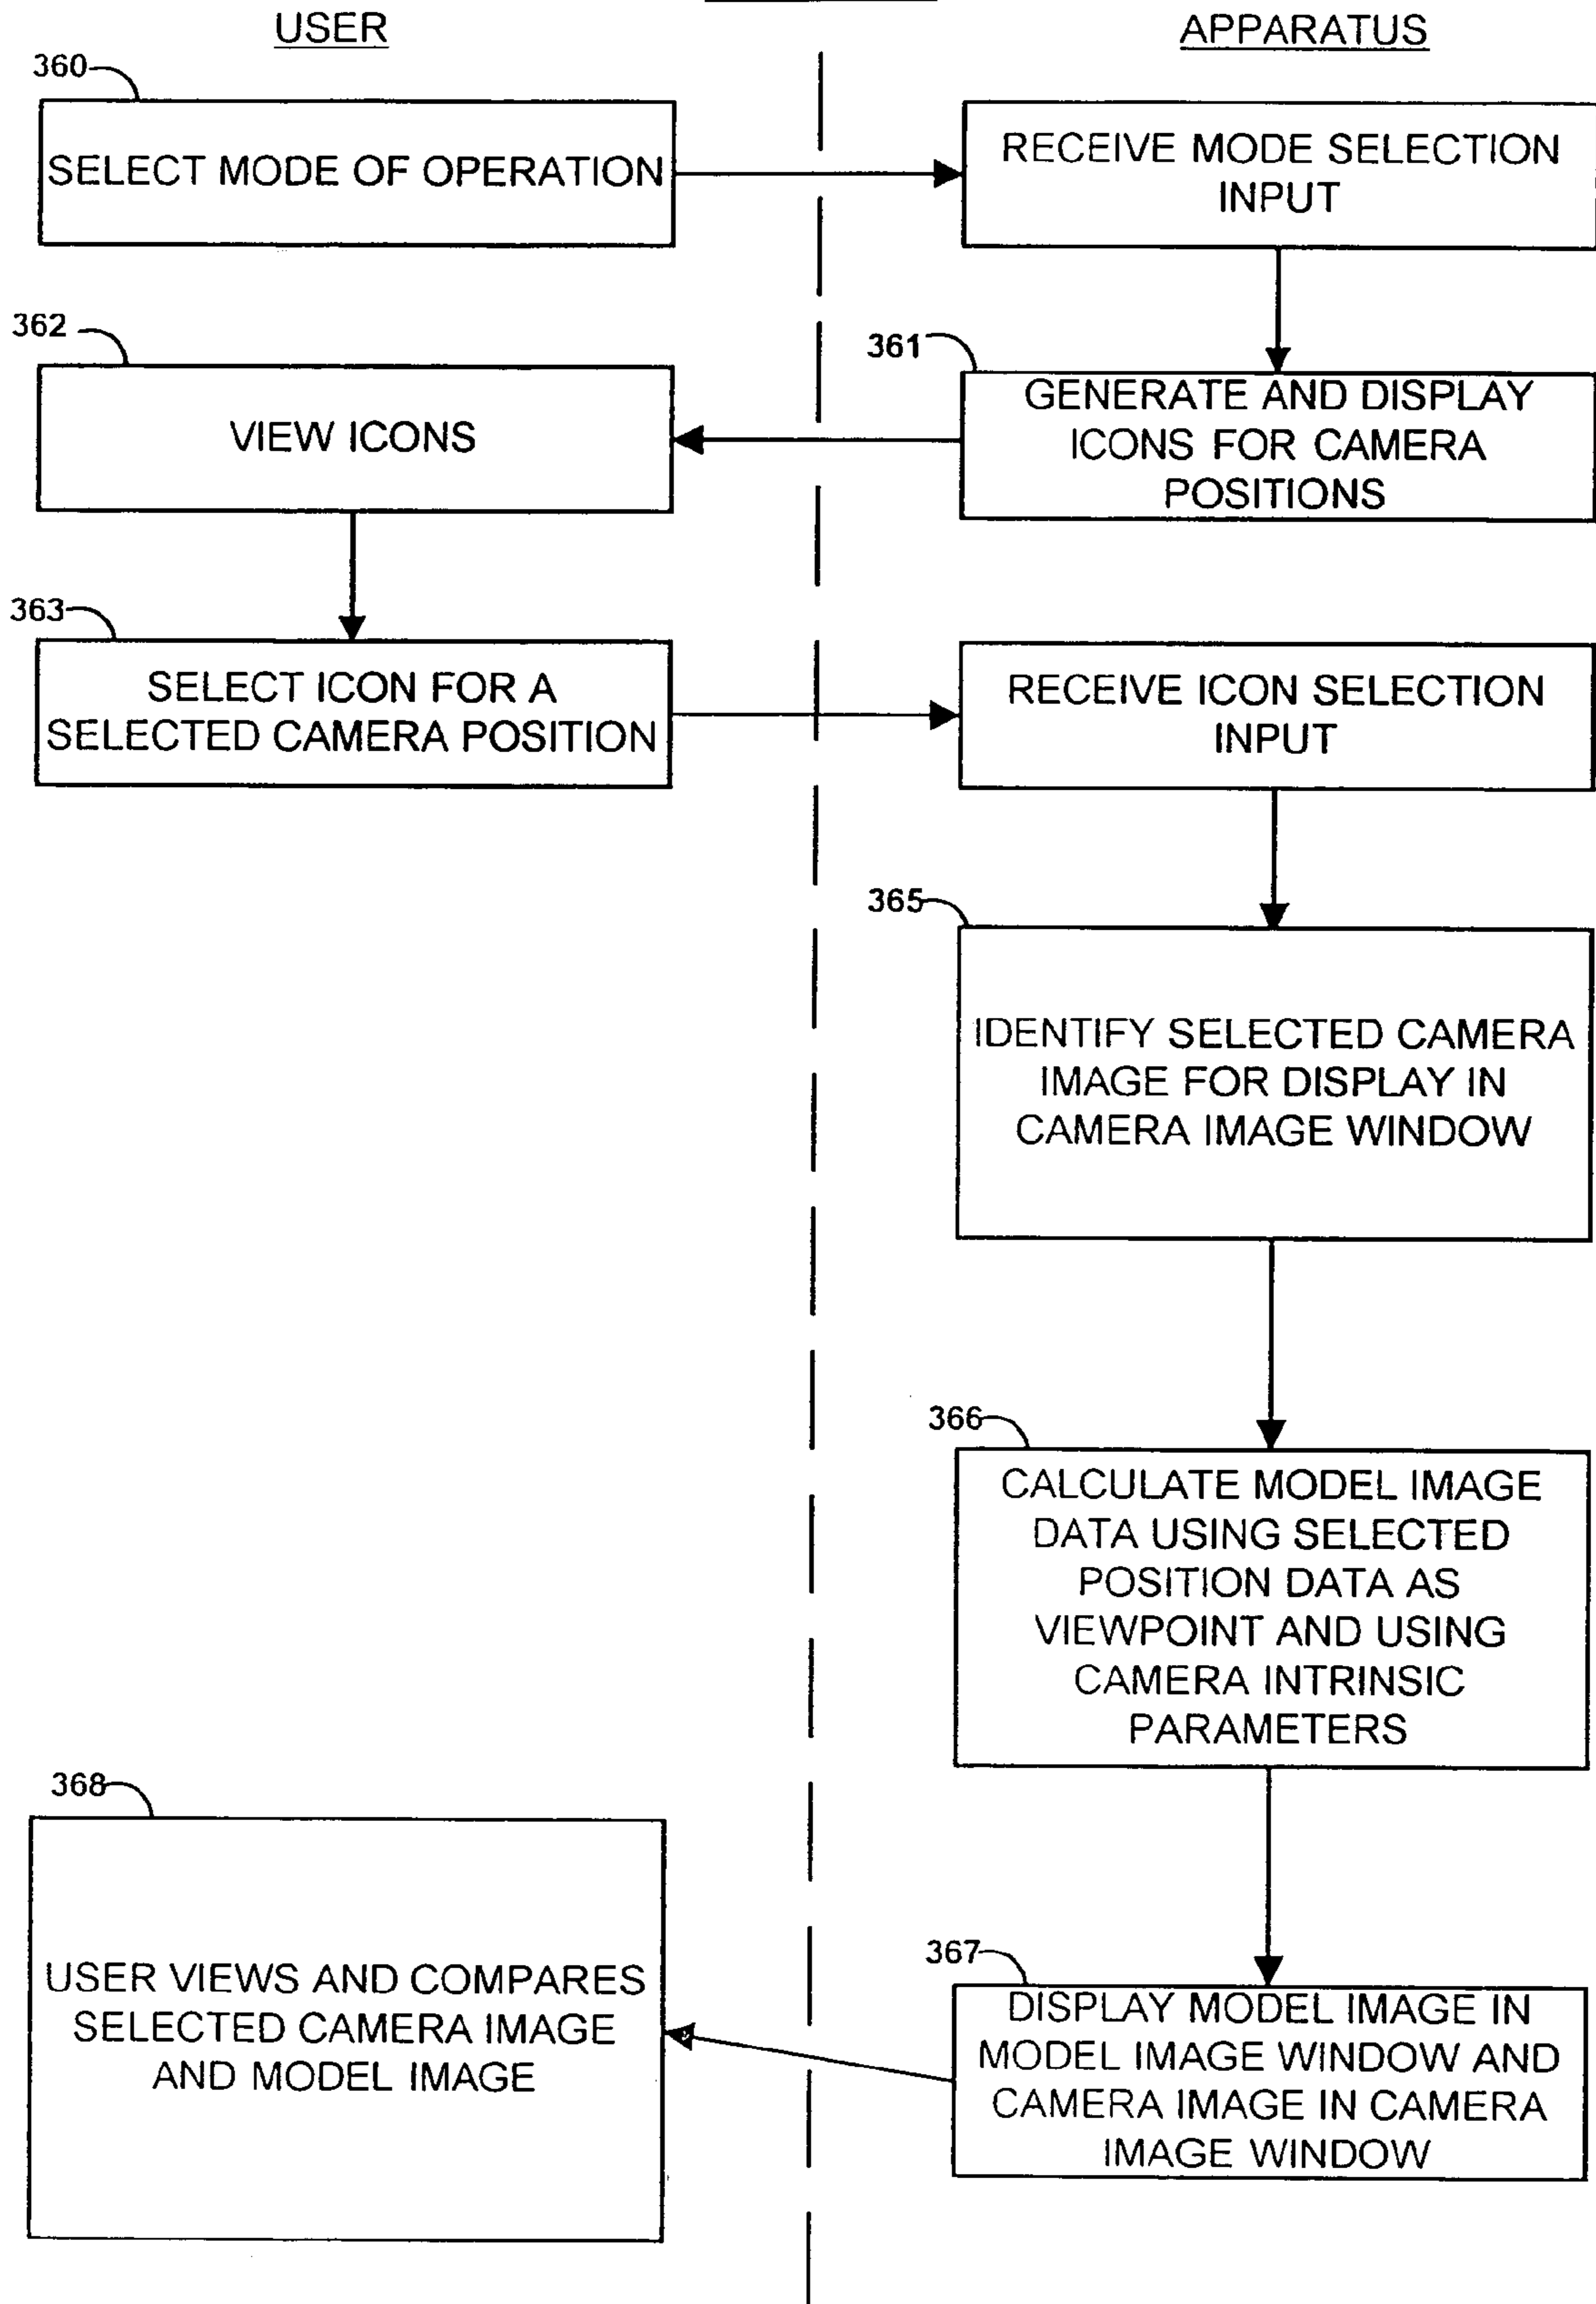 USER
APPARATUS
360
SELECT MODE OF OPERATION
RECEIVE MODE SELECTION
INPUT
362
VIEW ICONS
361
GENERATE AND DISPLAY
ICONS FOR CAMERA
POSITIONS
363
SELECT ICON FOR A
SELECTED CAMERA POSITION
RECEIVE ICON SELECTION
INPUT
365
IDENTIFY SELECTED CAMERA
IMAGE FOR DISPLAY IN
CAMERA IMAGE WINDOW
366
CALCULATE MODEL IMAGE
DATA USING SELECTED
POSITION DATA AS
VIEWPOINT AND USING
CAMERA INTRINSIC
PARAMETERS
367
DISPLAY MODEL IMAGE IN
MODEL IMAGE WINDOW AND
CAMERA IMAGE IN CAMERA
IMAGE WINDOW
368
USER VIEWS AND COMPARES
SELECTED CAMERA IMAGE
AND MODEL IMAGE